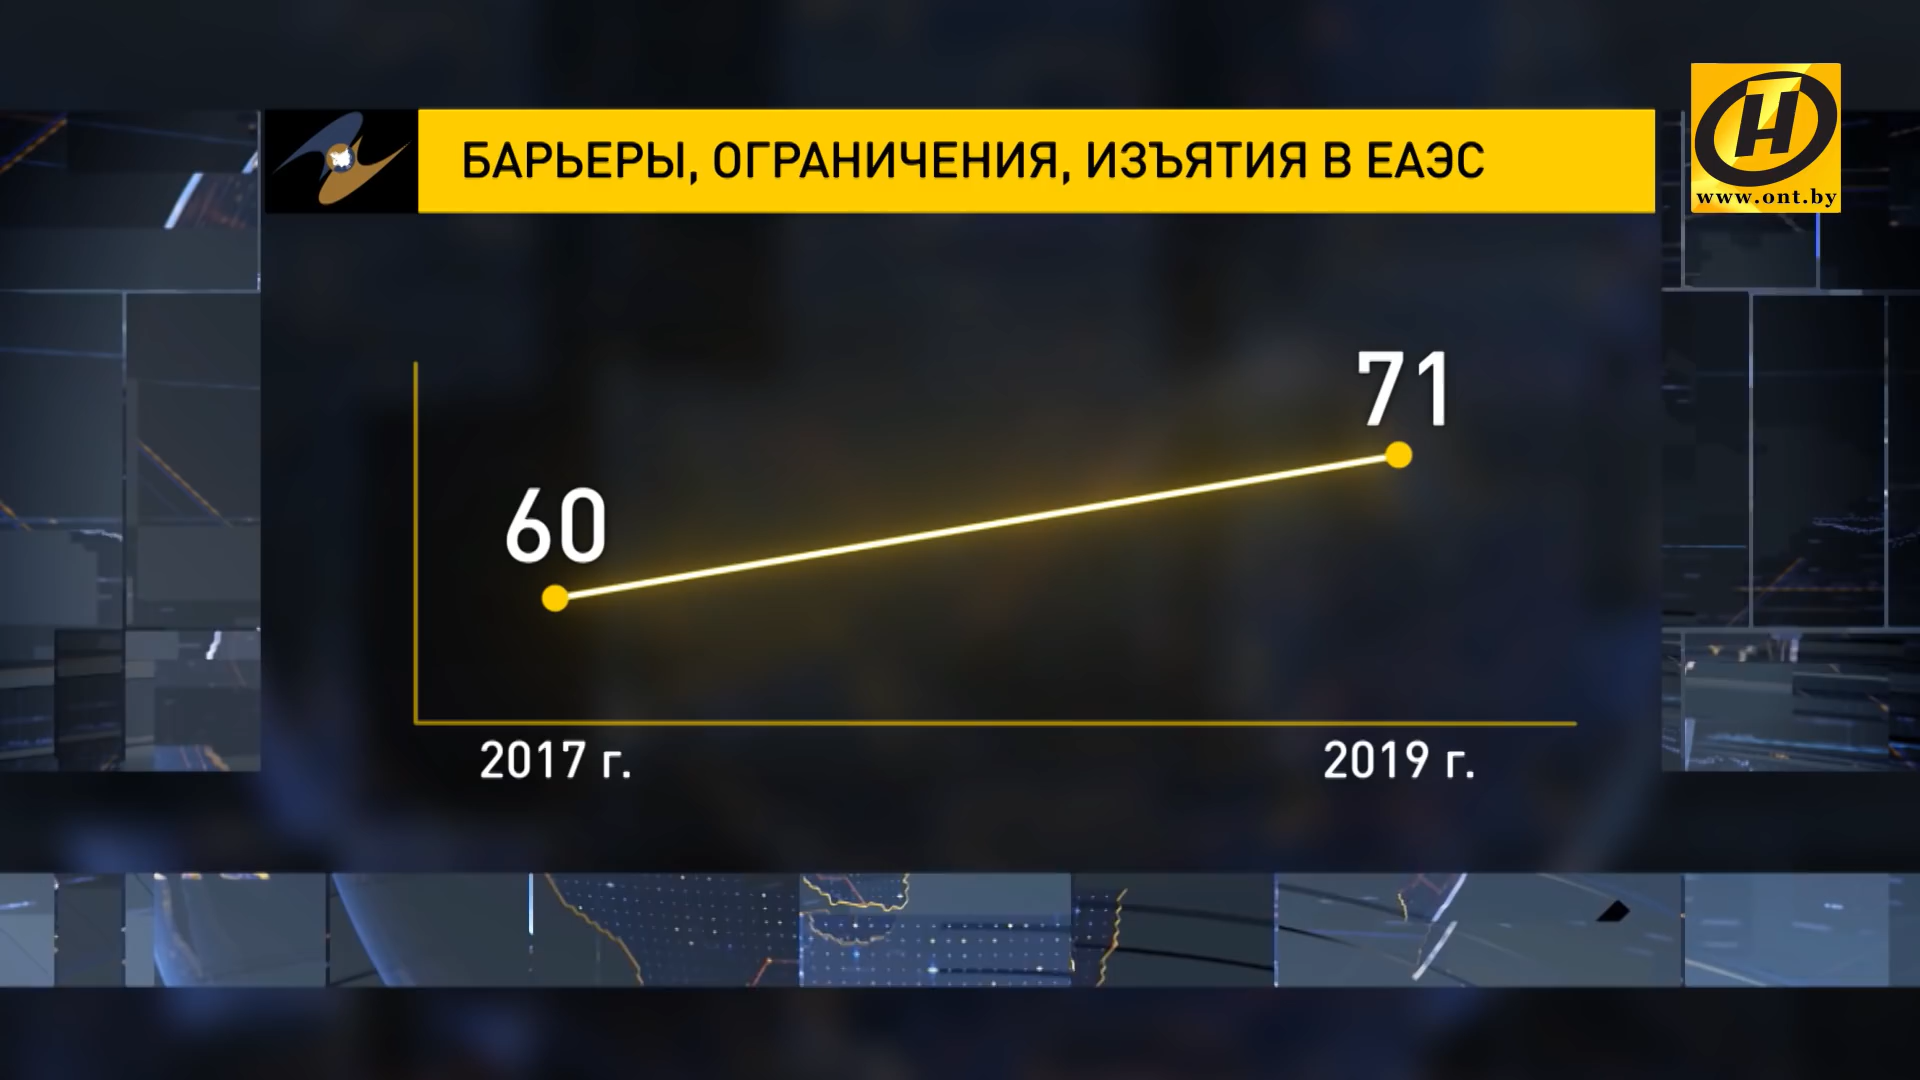 БАРЬЕРЫ, ОГРАНИЧЕНИЯ, ИЗЪЯТИЯ В ЕАЭС
www.ont.by
71
60
2017 г.
2019 г.